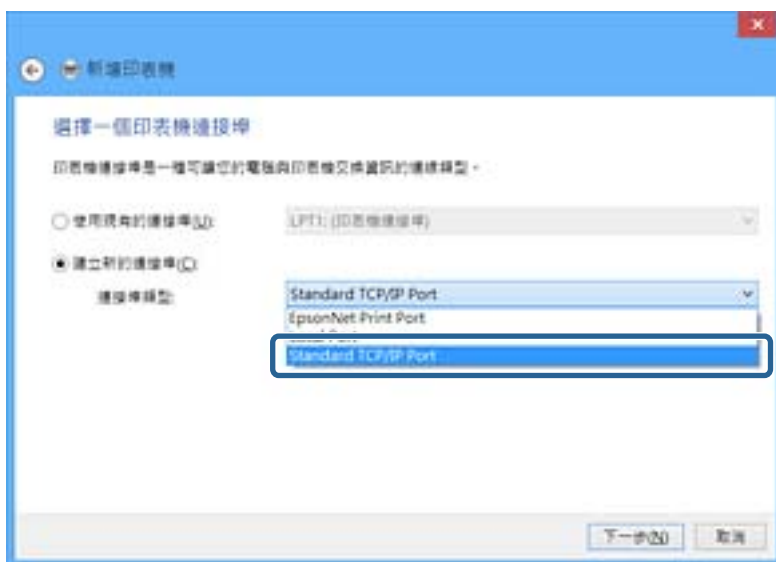 新增印表機
選擇一個印表機連接埠
印表機連接埠是一種可讓您的電腦與印表機交換資訊的連線類型。
使用現有的連接埠(U): LPT1: (印表機連接埠)
建立新的連接埠(C):
連接埠類型: Standard TCP/IP Port
EpsonNet Print Port
Local Port
Standard TCP/IP Port
下一步(N) 取消